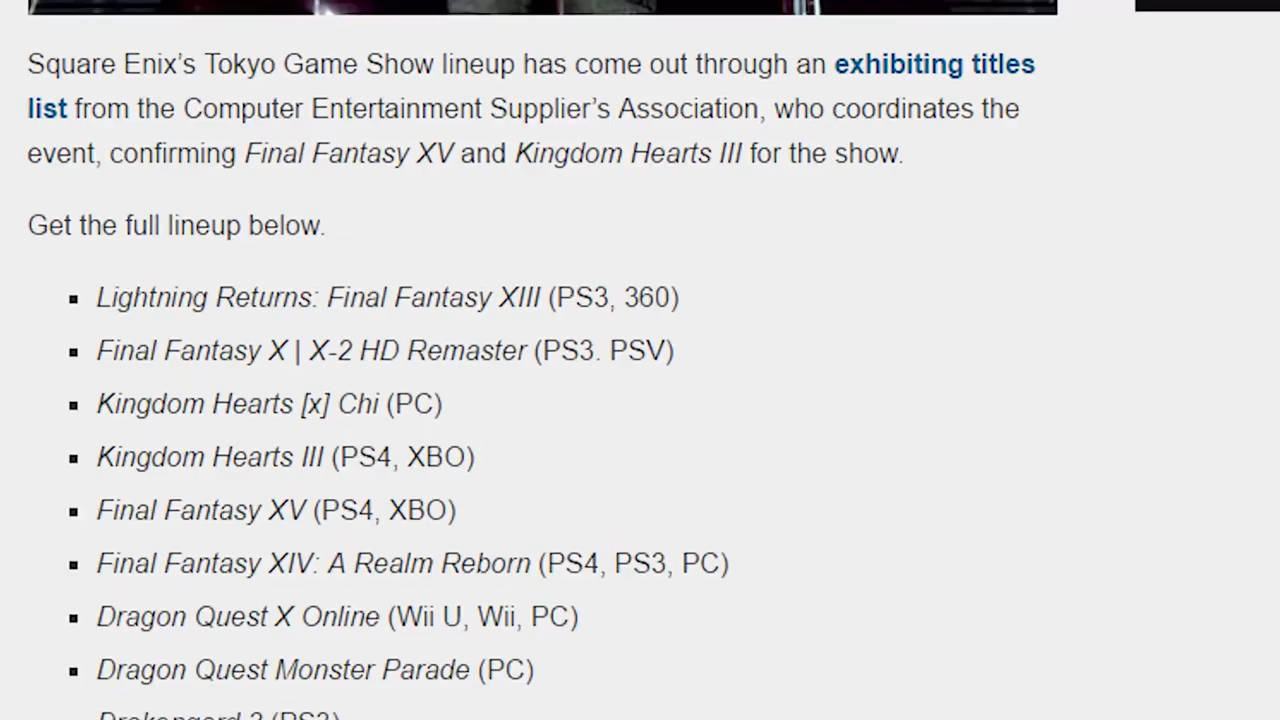 Square Enix’s Tokyo Game Show lineup has come out through an exhibiting titles
list from the Computer Entertainment Supplier’s Association, who coordinates the
event, confirming Final Fantasy XV and Kingdom Hearts III for the show.
Get the full lineup below.
Lightning Returns: Final Fantasy XIII (PS3, 360)
Final Fantasy X | X-2 HD Remaster (PS3. PSV)
Kingdom Hearts [x] Chi (PC)
Kingdom Hearts III (PS4, XBO)
Final Fantasy XV (PS4, XBO)
Final Fantasy XIV: A Realm Reborn (PS4, PS3, PC)
Dragon Quest X Online (Wii U, Wii, PC)
Dragon Quest Monster Parade (PC)
Drakengard 3 (PS3)